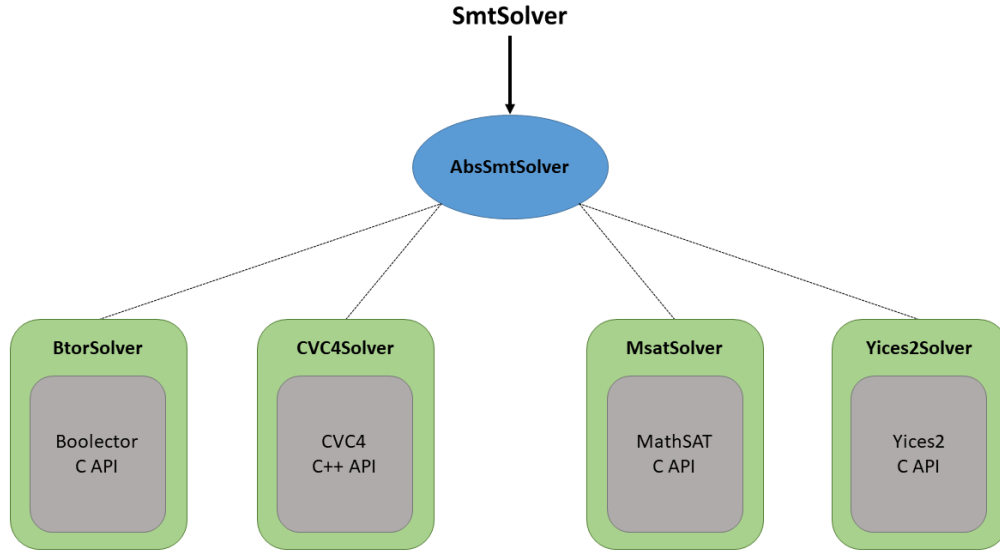 SmtSolver
AbsSmtSolver
BtorSolver
Boolector
C API
CVC4Solver
CVC4
C++ API
MsatSolver
MathSAT
C API
Yices2Solver
Yices2
C API